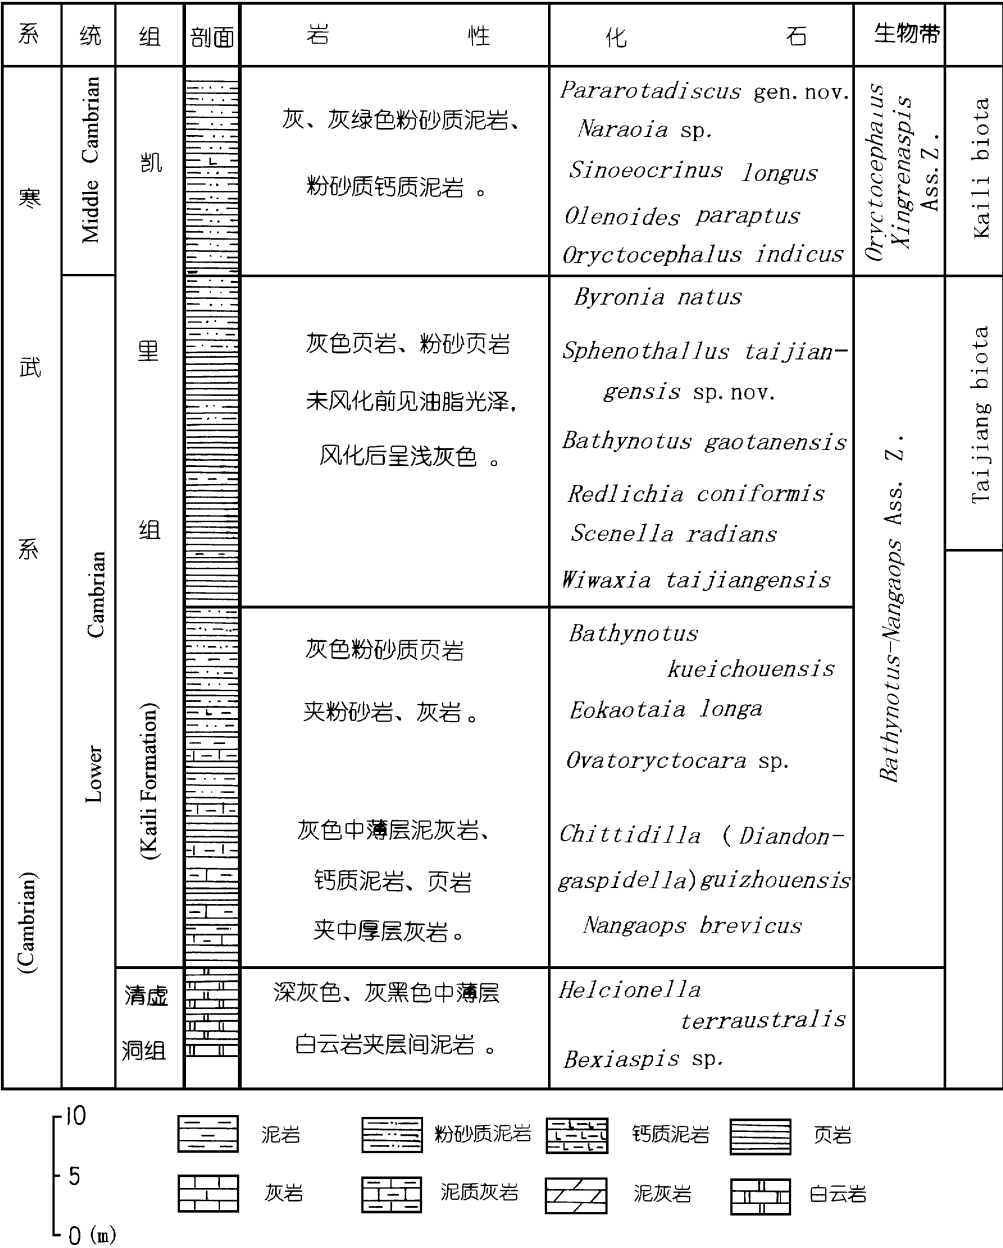 系 统 组 剖面 岩 性 化 石 生物带
寒
武
系
(Cambrian)
Middle Cambrian
Lower Cambrian
凯
里
组
(Kaili Formation)
清虚
洞组
灰、灰绿色粉砂质泥岩、
粉砂质钙质泥岩 。
灰色页岩、粉砂页岩
未风化前见油脂光泽,
风化后呈浅灰色 。
灰色粉砂质页岩
夹粉砂岩、灰岩。
灰色中薄层泥灰岩、
钙质泥岩、页岩
夹中厚层灰岩。
深灰色、灰黑色中薄层
白云岩夹层间泥岩 。
Pararotadiscus gen. nov.
Naraoia sp.
Sinoeocrinus longus
Olenoides paraptus
Oryctocephalus indicus
Byronia natus
Sphenothallus taijian-
gensis sp. nov.
Bathynotus gaotanensis
Redlichia coniformis
Scenella radians
Wiwaxia taijiangensis
Bathynotus
kueichouensis
Eokaotaia longa
Ovatoryctocara sp.
Chittidilla (Diandon-
gaspidella)guizhouensis
Nangaops brevicus
Helcionella
terraustralis
Bexiaspis sp.
Oryctocephalus
Xingrenaspis
Ass. Z .
Bathynotus-Nangaops Ass. Z .
Kaili biota
Taijiang biota
10
5
0 (m)
泥岩 粉砂质泥岩 钙质泥岩 页岩
灰岩 泥质灰岩 泥灰岩 白云岩